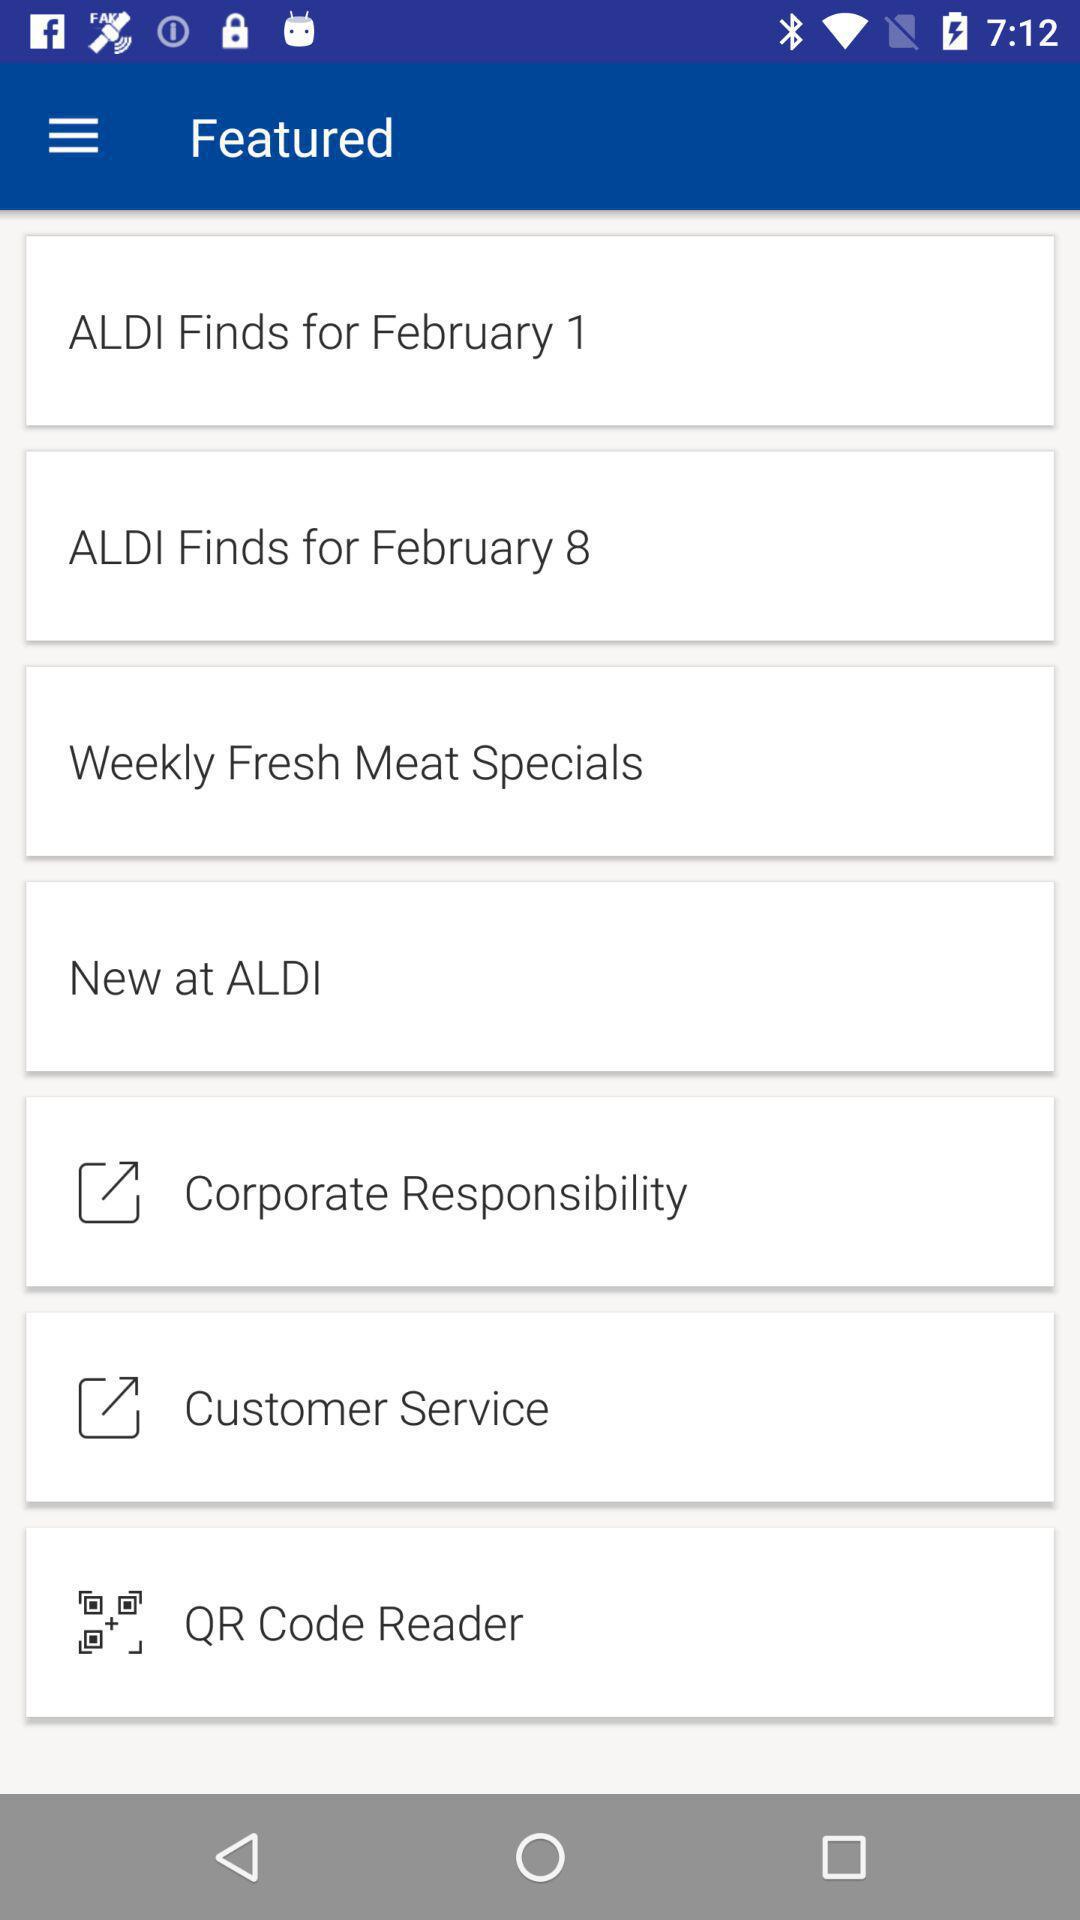 FAK
7:12
Featured
ALDI Finds for February 1
ALDI Finds for February 8
Weekly Fresh Meat Specials
New at ALDI
Corporate Responsibility
Customer Service
QR Code Reader